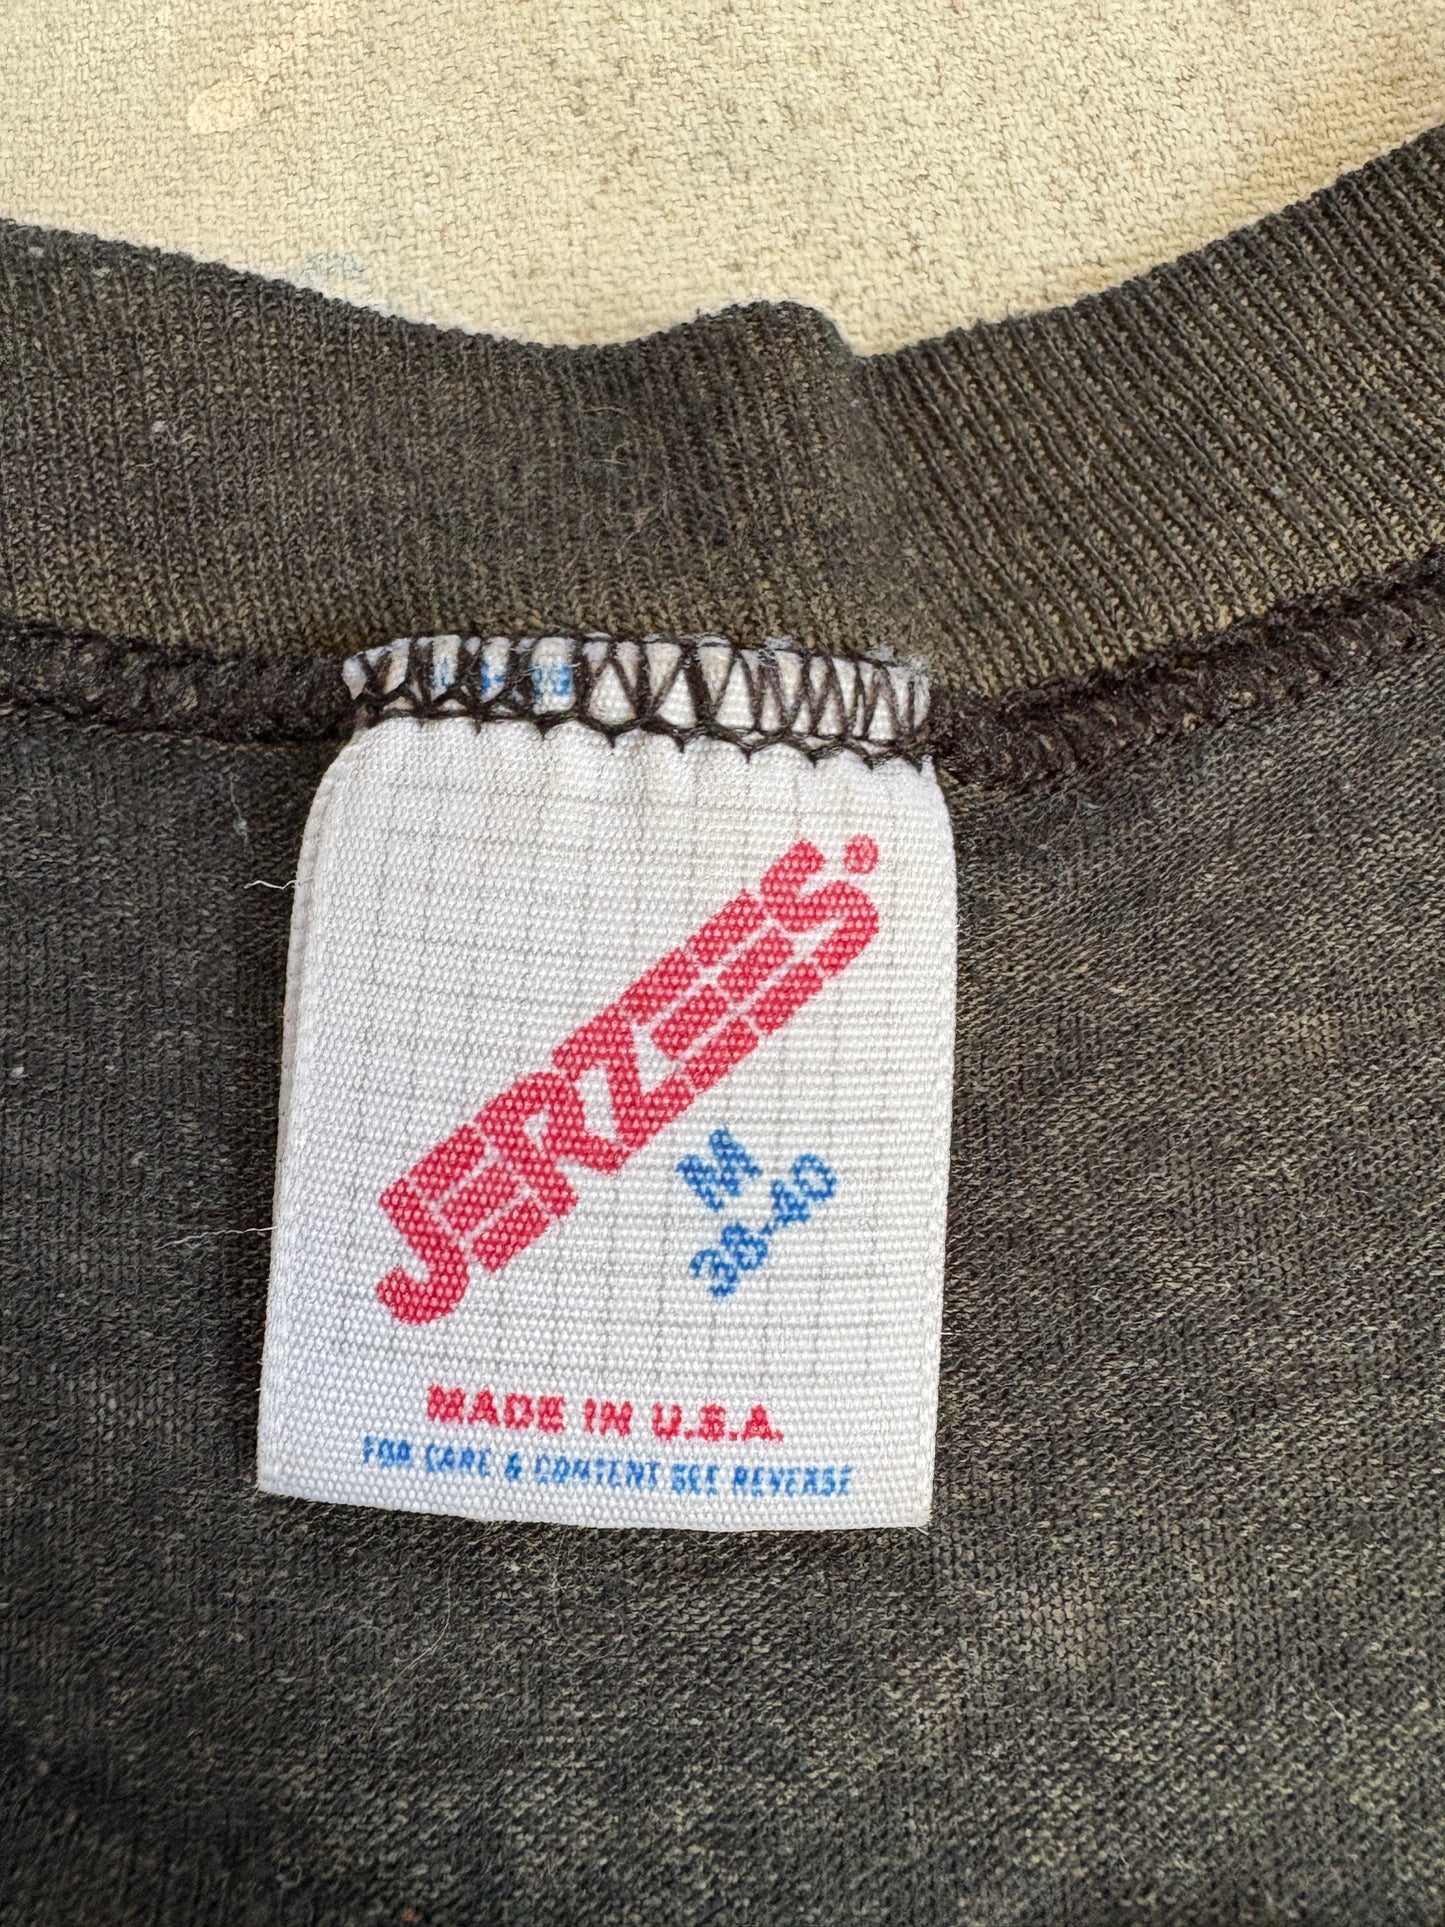 JERZEES®
M
38-40
MADE IN U.S.A.
FOR CARE & CONTENT SEE REVERSE